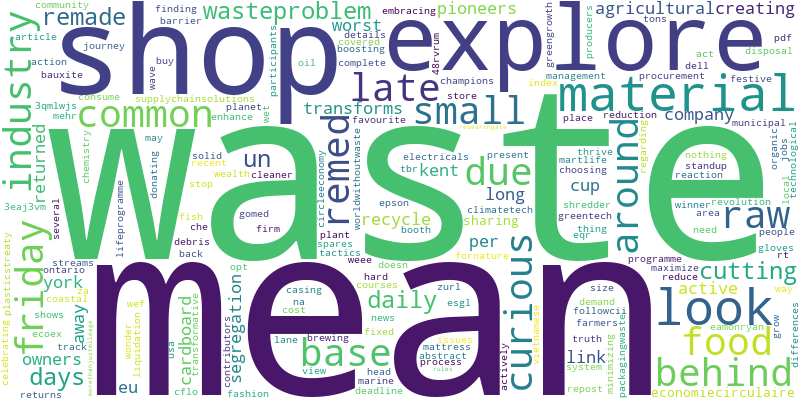 community
finding
barrier
wasteproblem
embracing
pioneers
agricultural
creating
remade
article
worst
details
boosting
producers
tons
pdf
action
journey
participants
covered
complete
48rvrum
greengrowth
act
disposal
shop
explore
bauxite
wave
buy
oil
late
champions
index
management
procurement
dell
festive
industry
3qmlwjs
consume
supplychainsolutions
planet
wet
transforms
store
material
mehr
common
enhance
favourite
small
place
reduction
company
municipal
returned
chemistry
may
remed
researchgate
regarding
raw
organic
jobs
technological
waste
solid
un
cleaner
electricals
present
due
thrive
martlife
around
nothing
standup
reaction
3eaj3vm
recent
wealth
circleeconomy
worldwithoutwaste
tbr
kent
choosing
cup
local
donating
stop
long
shredder
winner
revolution
lifeprogramme
fish
epson
climatetech
greentech
area
people
several
gomed
recycle
sharing
thing
need
gloves
friday
che
firm
booth
per
eqr
debris
plant
curious
programme
rt
streams
back
spares
weee
doesn
fornature
maximize
cutting
ontario
segregation
tactics
reduce
york
za
opt
hard
zurl
size
active
way
plasticstreaty
coastal
wef
casing
courses
esgl
demand
look
mean
shows
away
wonder
liquidation
cardboard
transformative
na
daily
followcii
cost
news
vietnamese
farmers
grow
differences
ecoex
usa
contributors
lane
brewing
fixed
issues
truth
food
eamonryan
celebrating
track
base
mattress
actively
minimizing
packagingwaste
owners
view
abstract
link
system
behind
days
morethanjustmileage
head
process
eu
marine
repost
returns
cflo
fashion
deadline
rules
economiecirculaire